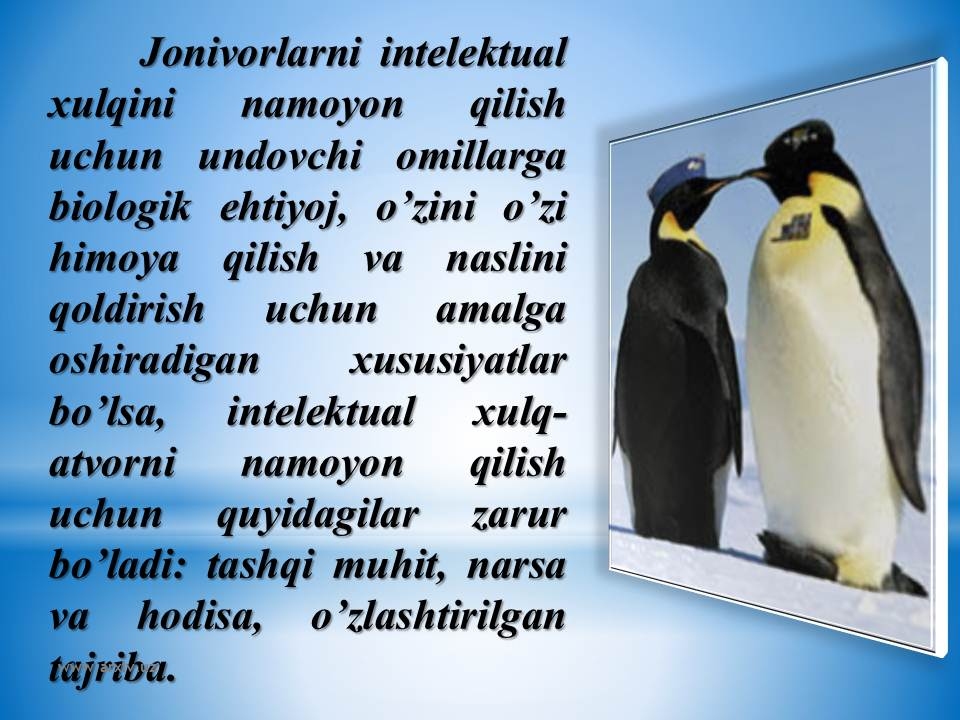 Jonivorlarni intelektual
xulqini namoyon qilish
uchun undovchi omillarga
biologik ehtiyoj, o’zini o’zi
himoya qilish va naslini
qoldirish uchun amalga
oshiradigan xususiyatlar
bo’lsa, intelektual xulq-
atvorni namoyon qilish
uchun quyidagilar zarur
bo’ladi: tashqi muhit, narsa
va hodisa, o’zlashtirilgan
tajriba.